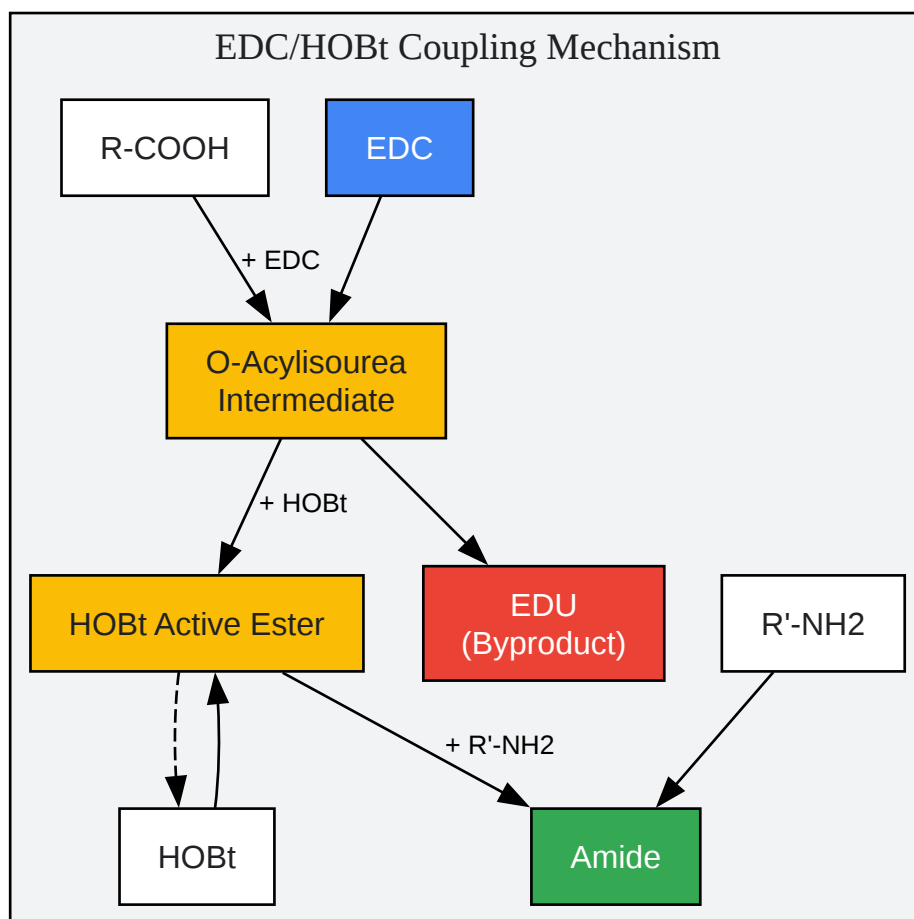 EDC/HOBt Coupling Mechanism
R-COOH
EDC
+ EDC
O-Acylisourea
Intermediate
+ HOBt
HOBt Active Ester
EDU
(Byproduct)
R'-NH2
+ R'-NH2
HOBt
Amide